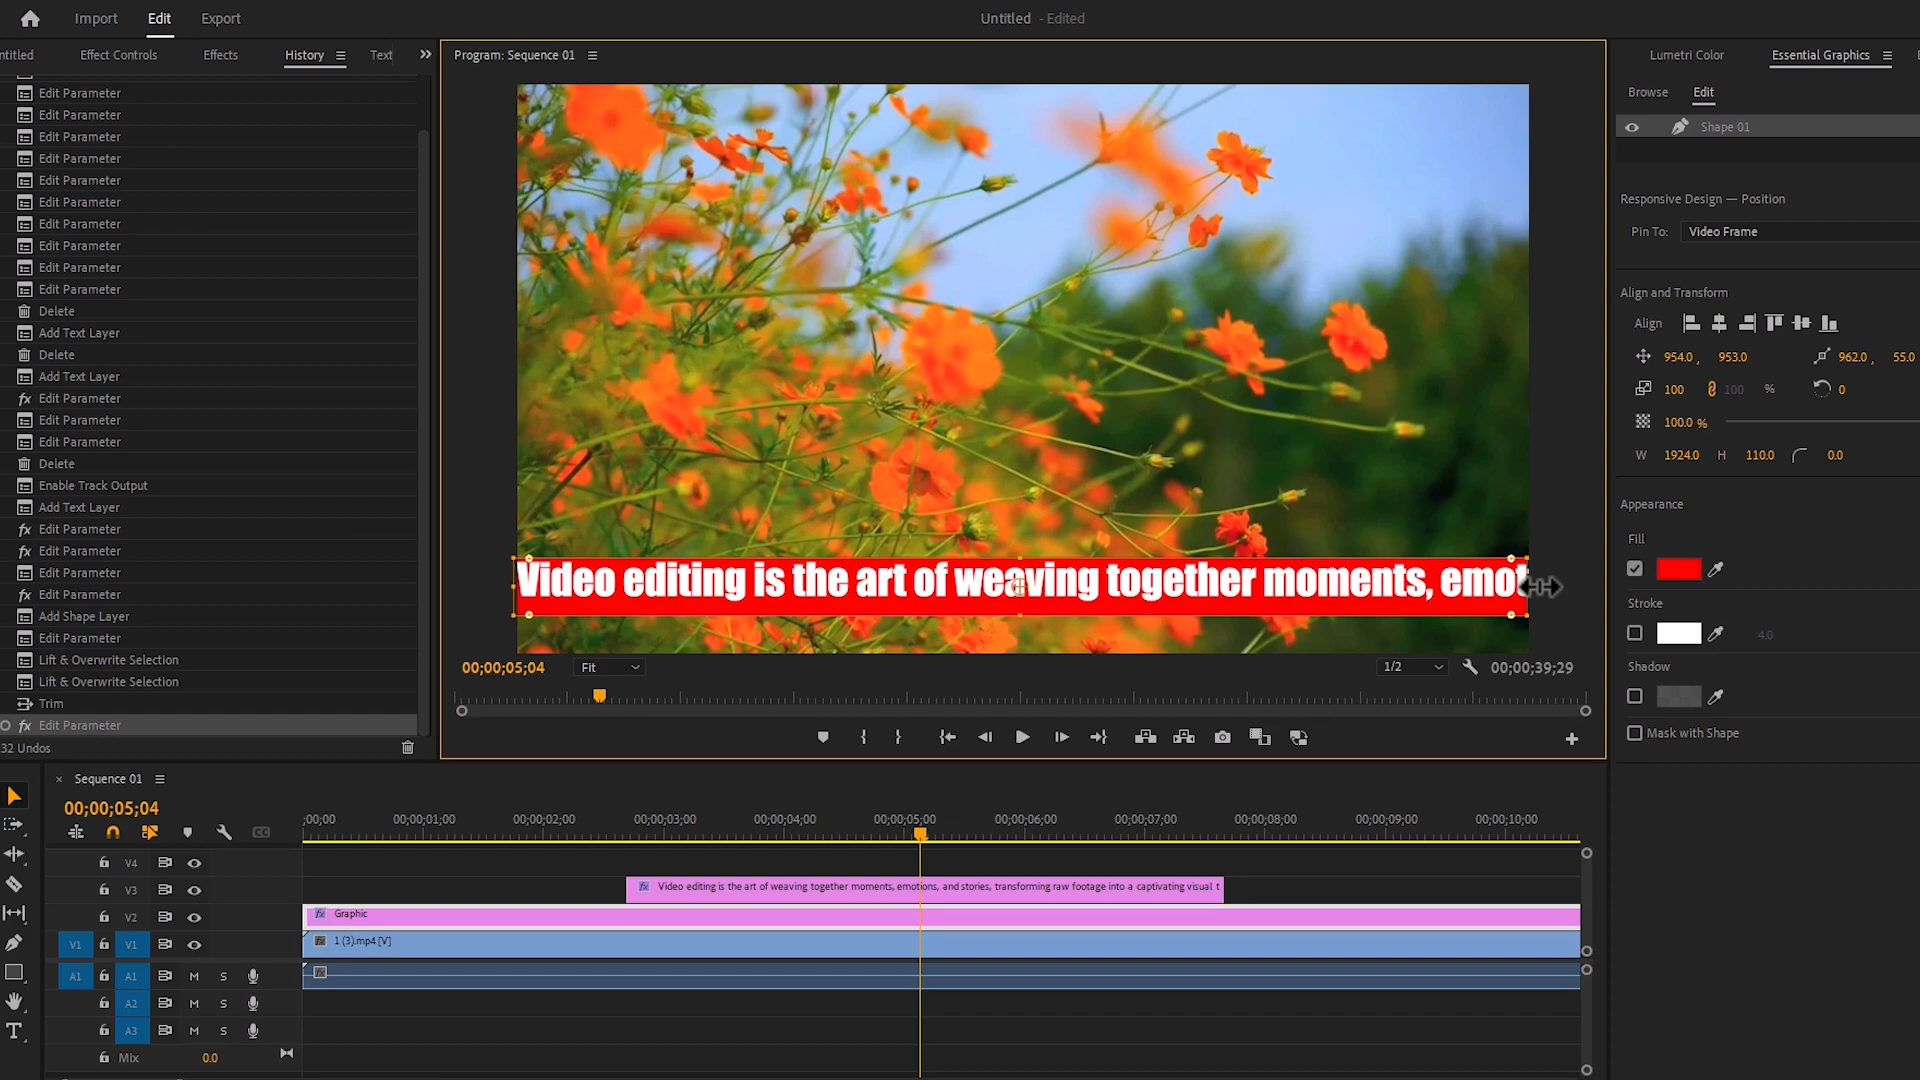 Import Edit Export Untitled - Edited
ntitled Effect Controls Effects History Text
Program: Sequence 01
Lumetri Color Essential Graphics
Browse Edit
Edit Parameter
Edit Parameter
Edit Parameter
Edit Parameter
Edit Parameter
Edit Parameter
Edit Parameter
Edit Parameter
Edit Parameter
Edit Parameter
Delete
Add Text Layer
Delete
Add Text Layer
Edit Parameter
Edit Parameter
Edit Parameter
Delete
Enable Track Output
Add Text Layer
Edit Parameter
Edit Parameter
Edit Parameter
Edit Parameter
Add Shape Layer
Edit Parameter
Lift & Overwrite Selection
Lift & Overwrite Selection
Trim
Edit Parameter
32 Undos
Video editing is the art of weaving together moments, emot
00;00;05;04 Fit 1/2 00;00;39;29
Shape 01
Responsive Design — Position
Pin To: Video Frame
Align and Transform
Align
954.0 , 953.0 962.0 , 55.0
100 100 % 0
100.0 %
W 1924.0 H 110.0 0.0
Appearance
Fill
Stroke
4.0
Shadow
Mask with Shape
× Sequence 01
00;00;05;04
;00;00 00;00;01;00 00;00;02;00 00;00;03;00 00;00;04;00 00;00;05;00 00;00;06;00 00;00;07;00 00;00;08;00 00;00;09;00 00;00;10;00
CC
V4
V3 fx Video editing is the art of weaving together moments, emotions, and stories, transforming raw footage into a captivating visual t
V2 fx Graphic
V1 V1 fx 1 (3).mp4 [V]
A1 A1 M S
A2 M S
A3 M S
Mix 0.0